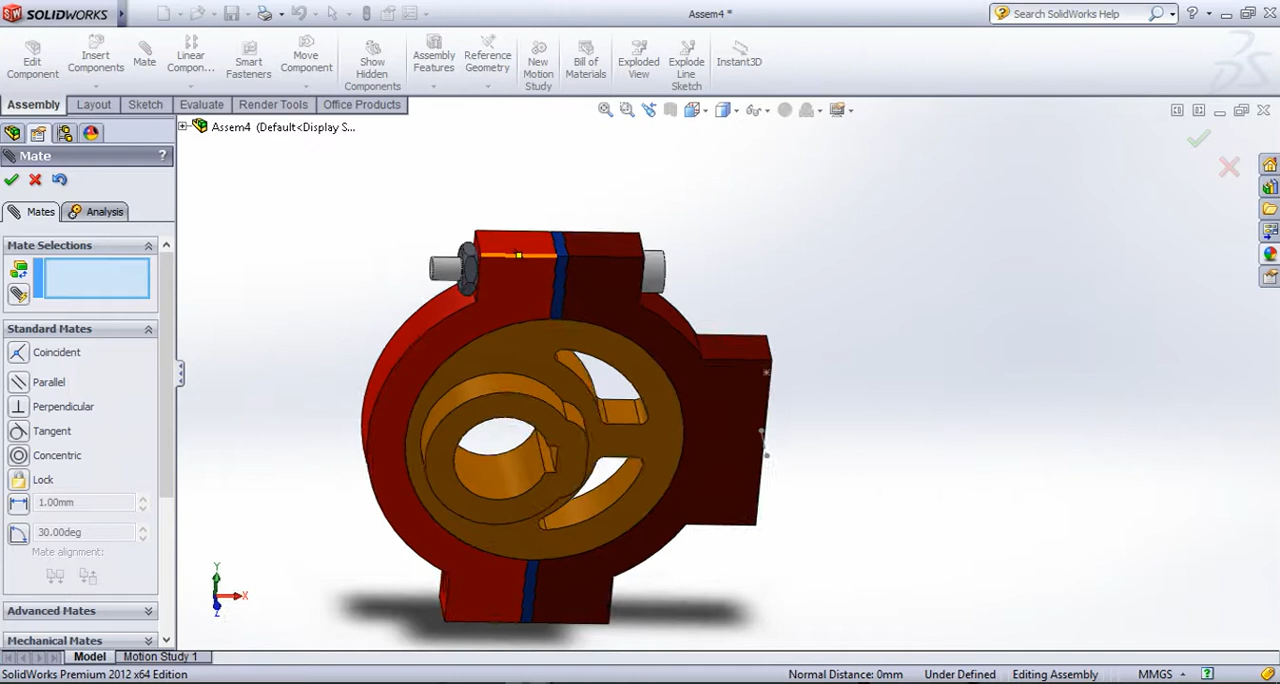 SOLIDWORKS
Assem4 *
Search SolidWorks Help
Edit Component
Insert Components
Mate
Linear Compon...
Smart Fasteners
Move Component
Show Hidden Components
Assembly Features
Reference Geometry
New Motion Study
Bill of Materials
Exploded View
Explode Line Sketch
Instant3D
Assembly Layout Sketch Evaluate Render Tools Office Products
Assem4 (Default<Display S...
Mate ?
Mates Analysis
Mate Selections
Standard Mates
Coincident
Parallel
Perpendicular
Tangent
Concentric
Lock
1.00mm
30.00deg
Mate alignment:
Advanced Mates
Mechanical Mates
Y
X
Z
Model Motion Study 1
SolidWorks Premium 2012 x64 Edition
Normal Distance: 0mm Under Defined Editing Assembly MMGS ?